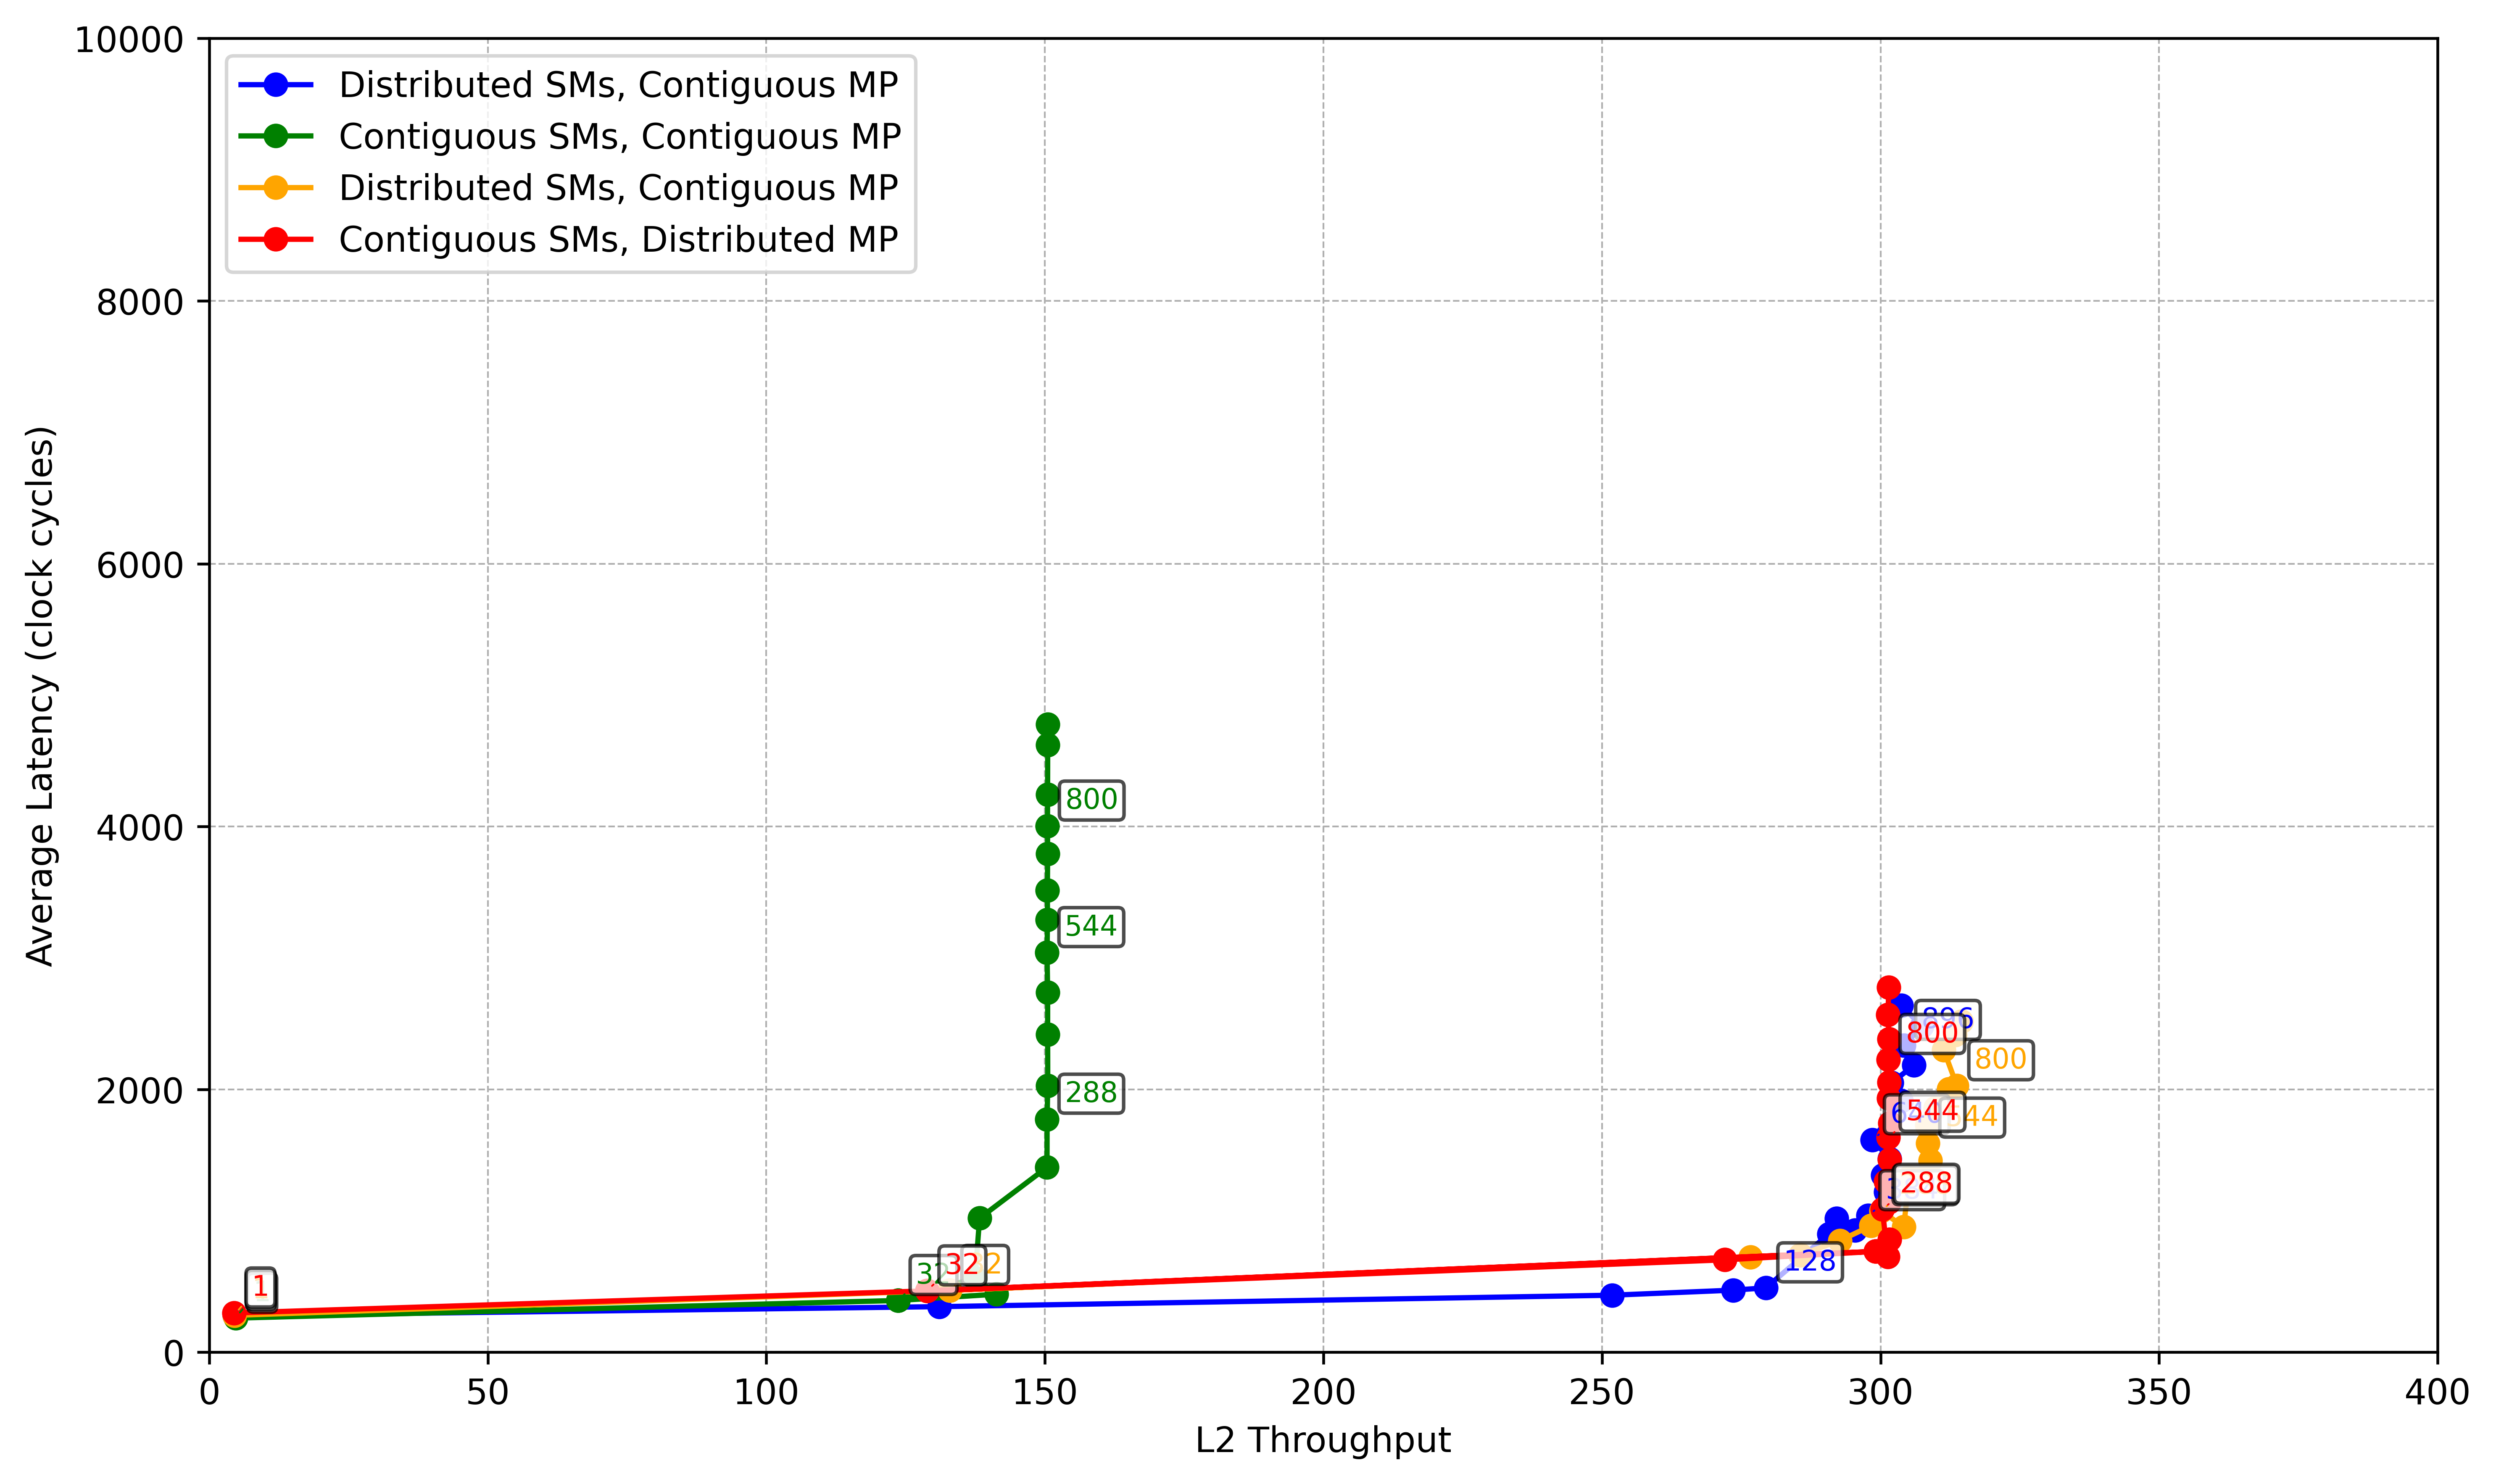 10000
8000
6000
4000
2000
0
Average Latency (clock cycles)
Distributed SMs, Contiguous MP
Contiguous SMs, Contiguous MP
Distributed SMs, Contiguous MP
Contiguous SMs, Distributed MP
800
544
288
32
32
1
128
896
800
800
544
288
0 50 100 150 200 250 300 350 400
L2 Throughput